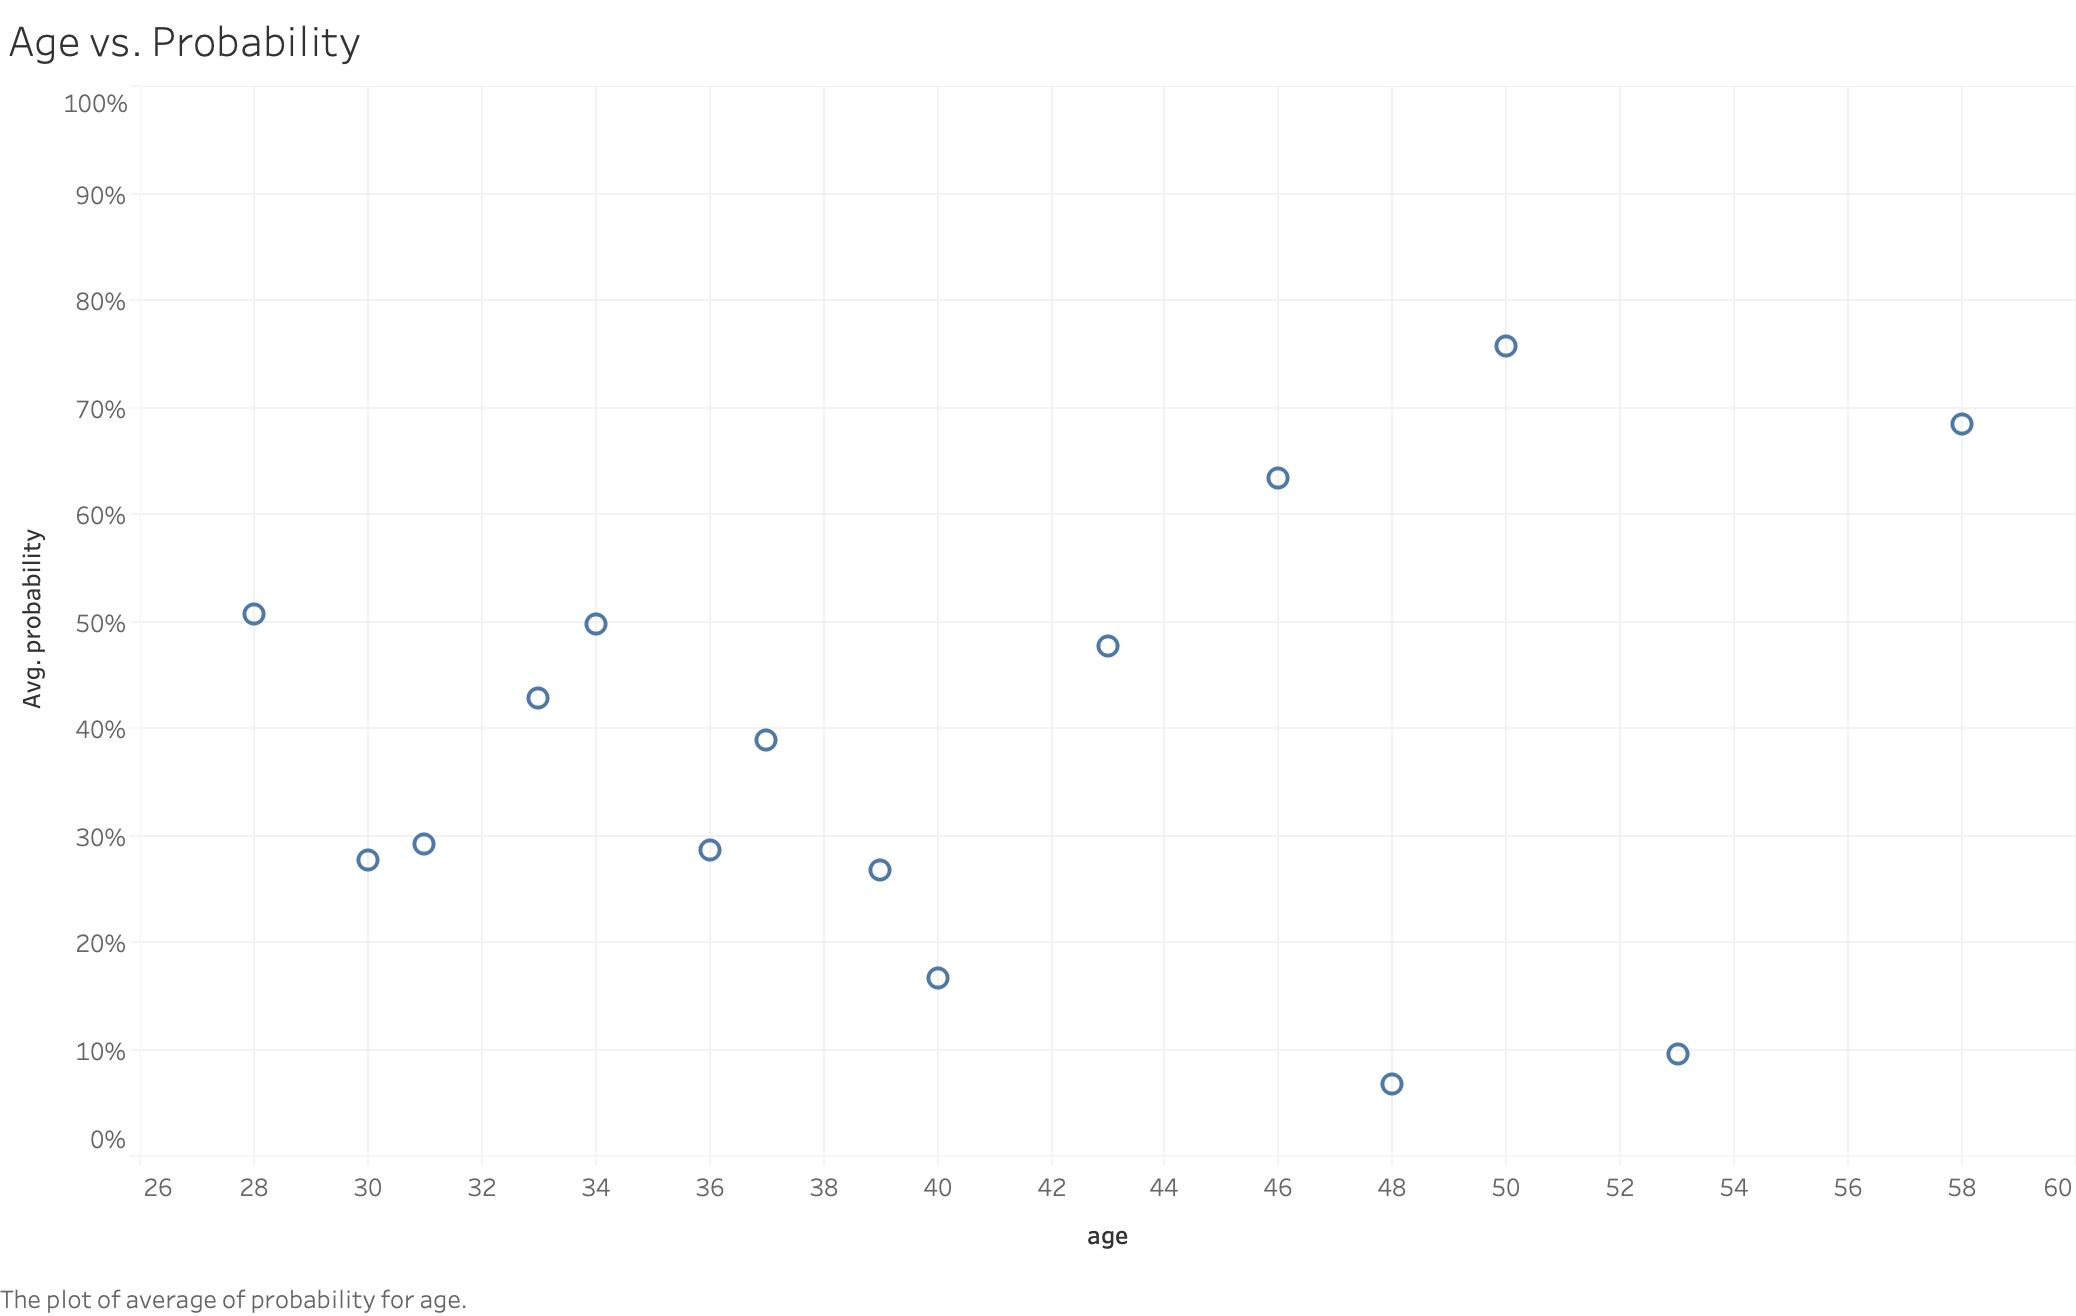 Age vs. Probability
100%
90%
80%
70%
60%
50%
40%
30%
20%
10%
0%
Avg. probability
26 28 30 32 34 36 38 40 42 44 46 48 50 52 54 56 58 60
age
The plot of average of probability for age.